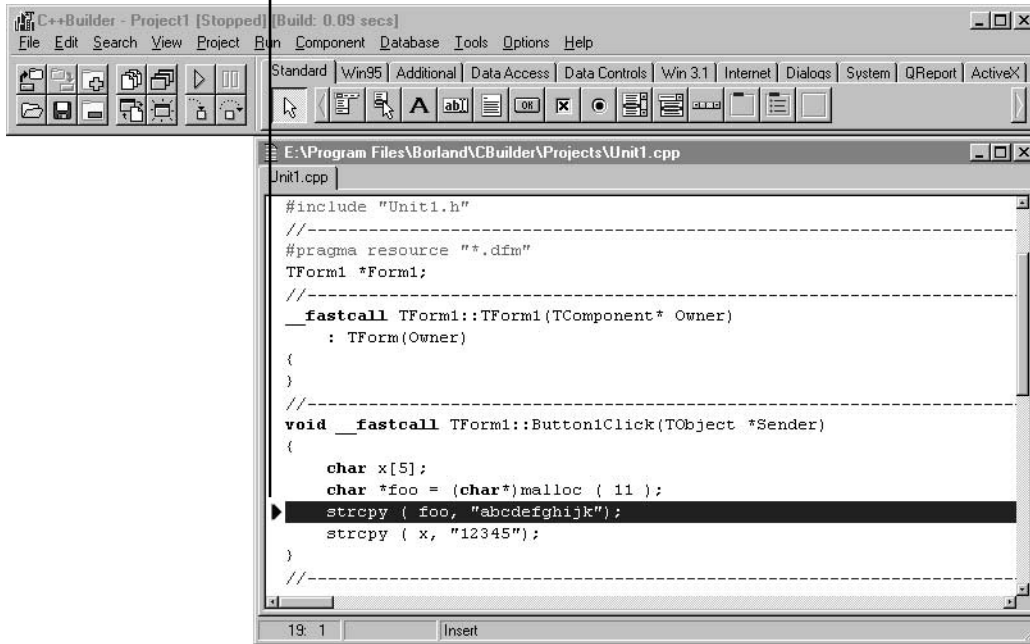 C++Builder - Project1 [Stopped] [Build: 0.09 secs]
File Edit Search View Project Run Component Database Tools Options Help
Standard Win95 Additional Data Access Data Controls Win 3.1 Internet Dialogs System QReport ActiveX
A ab OK
E:\Program Files\Borland\CBuilder\Projects\Unit1.cpp
Unit1.cpp
#include "Unit1.h"
//--------------------------------------------------------------
#pragma resource "*.dfm"
TForm1 *Form1;
//--------------------------------------------------------------
__fastcall TForm1::TForm1(TComponent* Owner)
    : TForm(Owner)
{
}
//--------------------------------------------------------------
void __fastcall TForm1::Button1Click(TObject *Sender)
{
    char x[5];
    char *foo = (char*)malloc ( 11 );
    strcpy ( foo, "abcdefghijk");
    strcpy ( x, "12345");
}
//--------------------------------------------------------------
19: 1 Insert